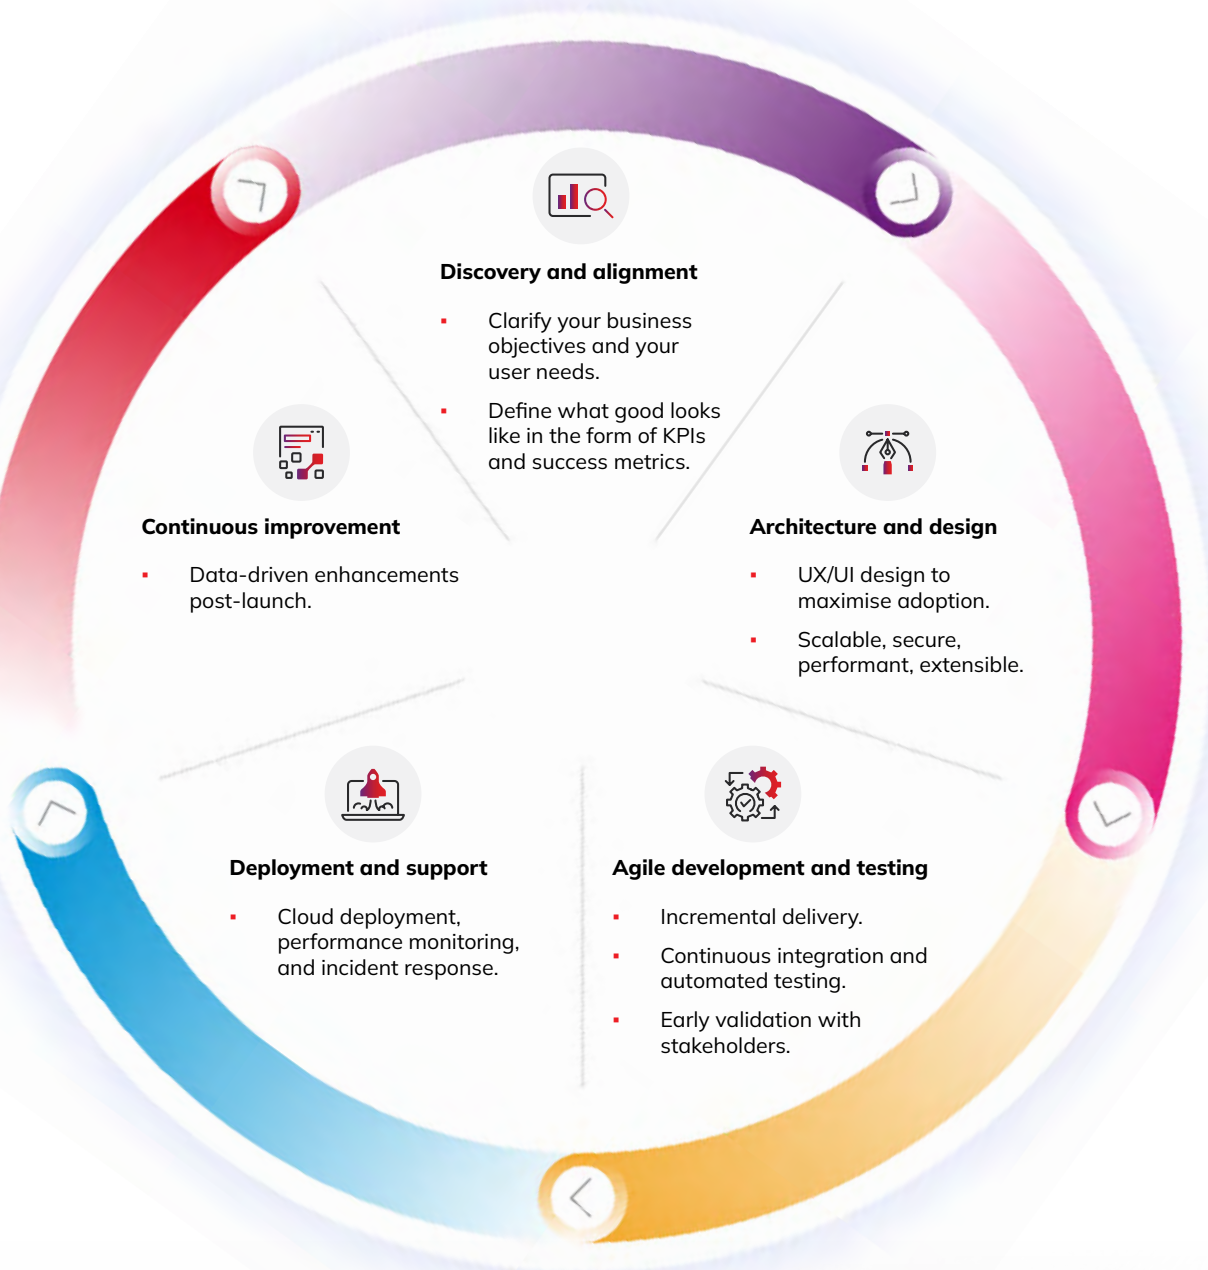 Discovery and alignment
▪ Clarify your business
objectives and your
user needs.
▪ Define what good looks
like in the form of KPIs
and success metrics.
Architecture and design
▪ UX/UI design to
maximise adoption.
▪ Scalable, secure,
performant, extensible.
Agile development and testing
▪ Incremental delivery.
▪ Continuous integration and
automated testing.
▪ Early validation with
stakeholders.
Deployment and support
▪ Cloud deployment,
performance monitoring,
and incident response.
Continuous improvement
▪ Data-driven enhancements
post-launch.